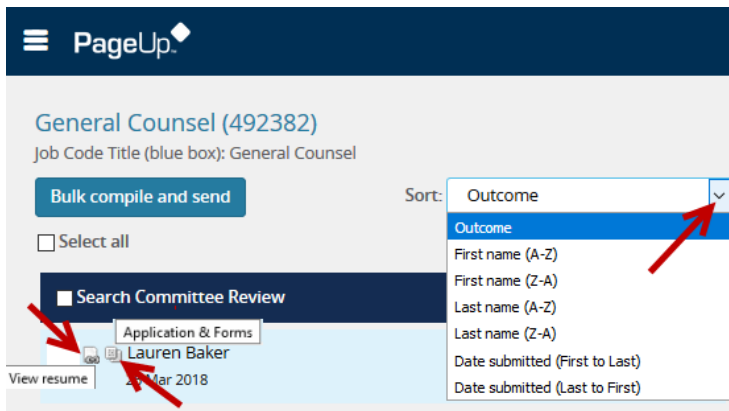 PageUp
General Counsel (492382)
Job Code Title (blue box): General Counsel
Bulk compile and send
Sort: Outcome
Select all
Outcome
First name (A-Z)
First name (Z-A)
Last name (A-Z)
Last name (Z-A)
Date submitted (First to Last)
Date submitted (Last to First)
Search Committee Review
Application & Forms
Lauren Baker
View resume
Mar 2018